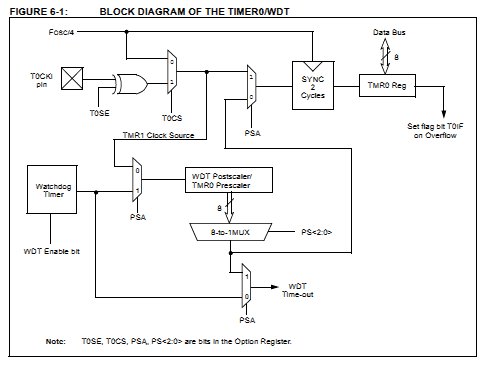 FIGURE 6-1: BLOCK DIAGRAM OF THE TIMER0/WDT
FOSC/4
Data Bus
8
T0CKI
pin
0
1
1
0
SYNC
2
Cycles
TMR0 Reg
T0SE
T0CS
PSA
Set flag bit T0IF
on Overflow
TMR1 Clock Source
Watchdog
Timer
0
1
WDT Postscaler/
TMR0 Prescaler
PSA
8
8-to-1MUX
PS<2:0>
WDT Enable bit
1
0
WDT
Time-out
PSA
Note: T0SE, T0CS, PSA, PS<2:0> are bits in the Option Register.